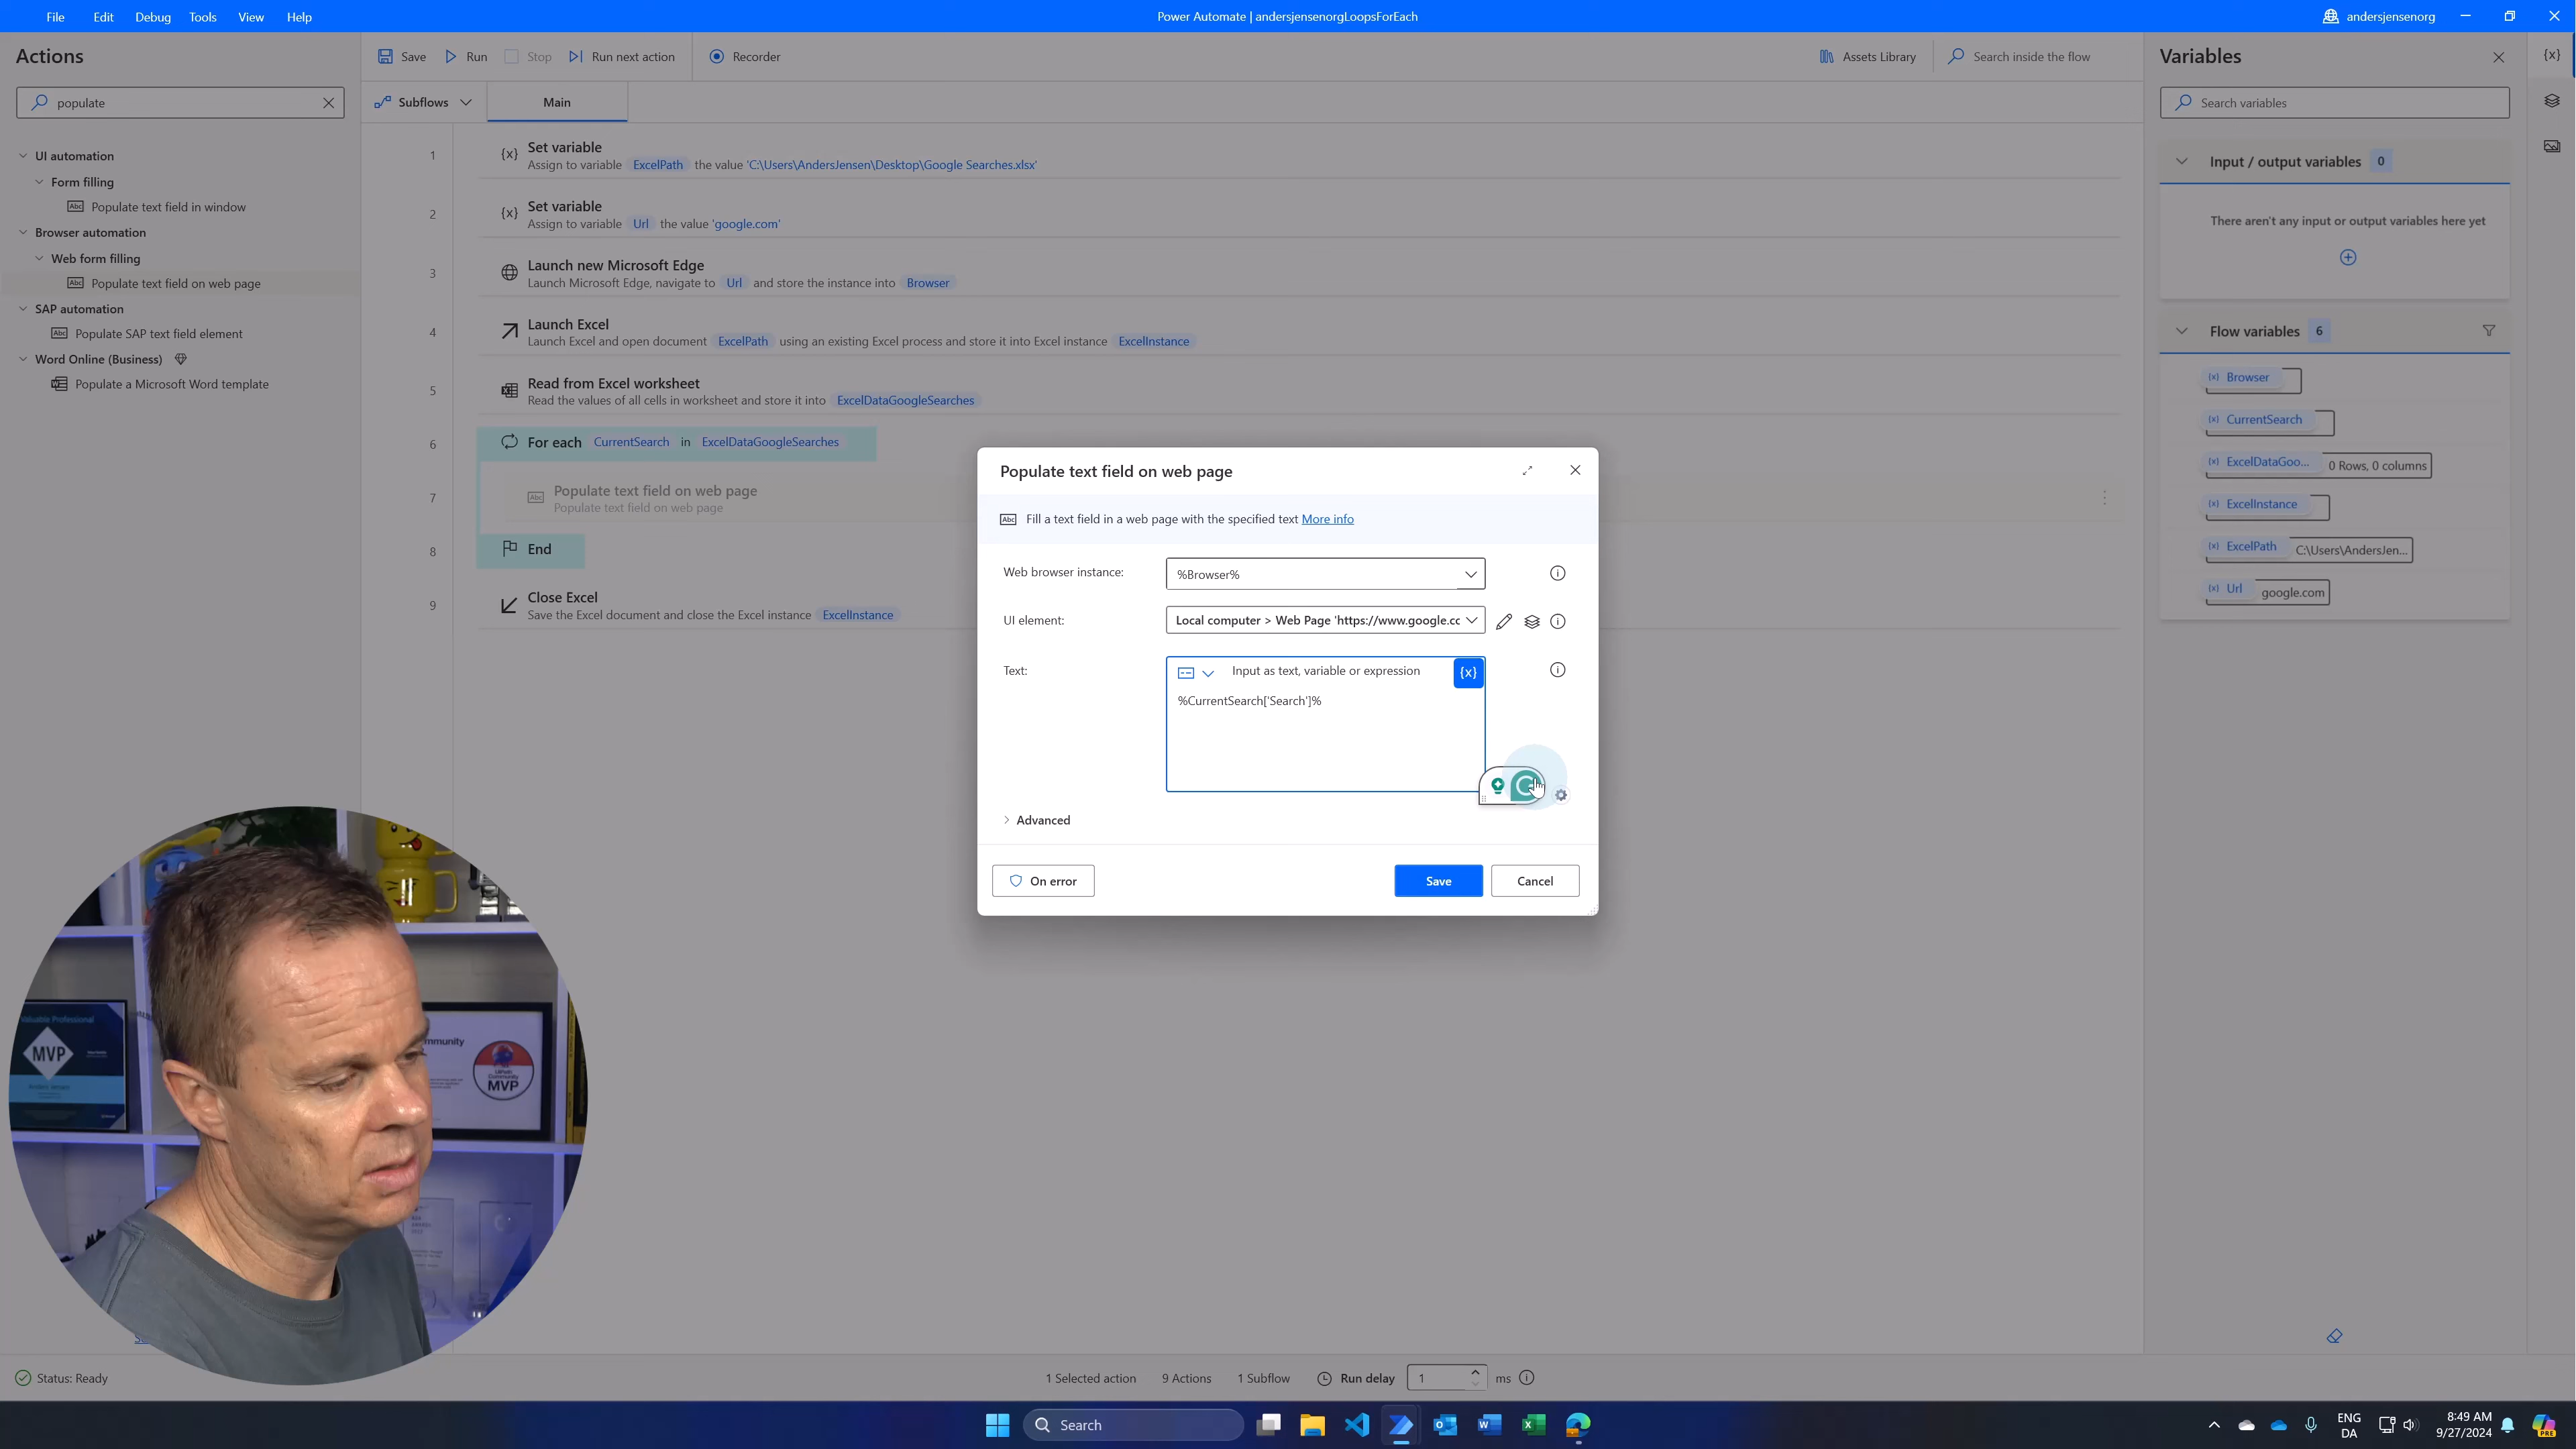 File Edit Debug Tools View Help
Power Automate | andersjensenorgLoopsForEach
andersjensenorg
Actions
populate
UI automation
Form filling
Abc Populate text field in window
Browser automation
Web form filling
Abc Populate text field on web page
SAP automation
Abc Populate SAP text field element
Word Online (Business)
Populate a Microsoft Word template
Save Run Stop Run next action Recorder
Assets Library Search inside the flow
Subflows Main
1 {x} Set variable
Assign to variable ExcelPath the value 'C:\Users\AndersJensen\Desktop\Google Searches.xlsx'
2 {x} Set variable
Assign to variable Url the value 'google.com'
3 Launch new Microsoft Edge
Launch Microsoft Edge, navigate to Url and store the instance into Browser
4 Launch Excel
Launch Excel and open document ExcelPath using an existing Excel process and store it into Excel instance ExcelInstance
5 Read from Excel worksheet
Read the values of all cells in worksheet and store it into ExcelDataGoogleSearches
6 For each CurrentSearch in ExcelDataGoogleSearches
7 Abc Populate text field on web page
Populate text field on web page
8 End
9 Close Excel
Save the Excel document and close the Excel instance ExcelInstance
Populate text field on web page
Abc Fill a text field in a web page with the specified text More info
Web browser instance: %Browser%
UI element: Local computer > Web Page 'https://www.google.cc
Text: Input as text, variable or expression {x}
%CurrentSearch['Search']%
Advanced
On error Save Cancel
Variables
{x}
Search variables
Input / output variables 0
There aren't any input or output variables here yet
Flow variables 6
{x} Browser
{x} CurrentSearch
{x} ExcelDataGoo... 0 Rows, 0 columns
{x} ExcelInstance
{x} ExcelPath C:\Users\AndersJen...
{x} Url google.com
Valuable Professional
MVP
mmunity
MVP
Status: Ready
1 Selected action 9 Actions 1 Subflow Run delay 1 ms
Search
ENG
DA
8:49 AM
9/27/2024
PRE